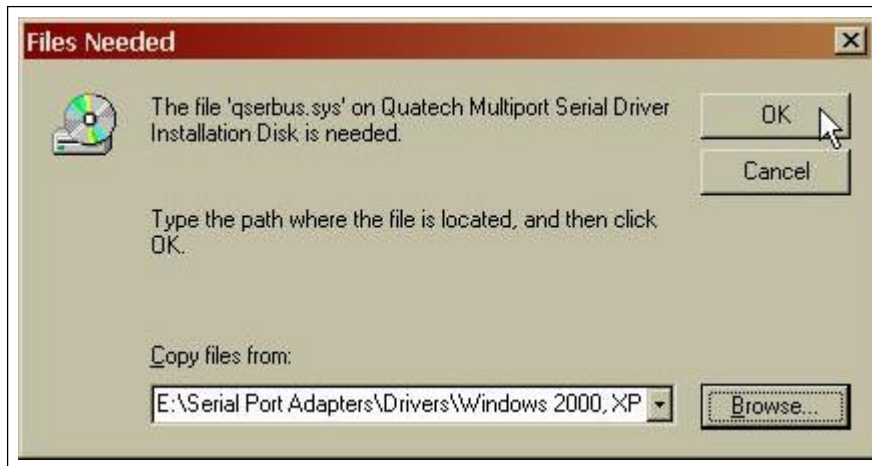 Files Needed
The file 'qserbus.sys' on Quatech Multiport Serial Driver
Installation Disk is needed.
OK
Cancel
Type the path where the file is located, and then click
OK.
Copy files from:
E:\Serial Port Adapters\Drivers\Windows 2000, XP
Browse...